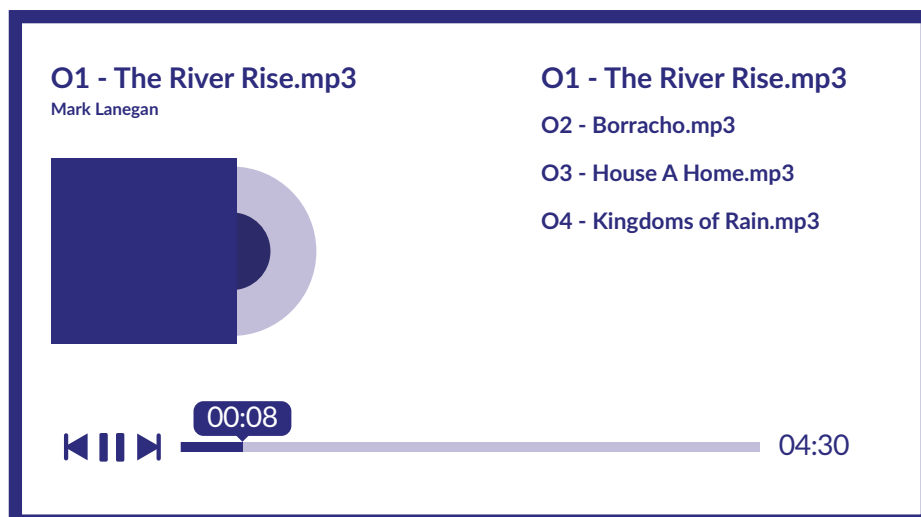 O1 - The River Rise.mp3
Mark Lanegan
O1 - The River Rise.mp3
O2 - Borracho.mp3
O3 - House A Home.mp3
O4 - Kingdoms of Rain.mp3
00:08
04:30